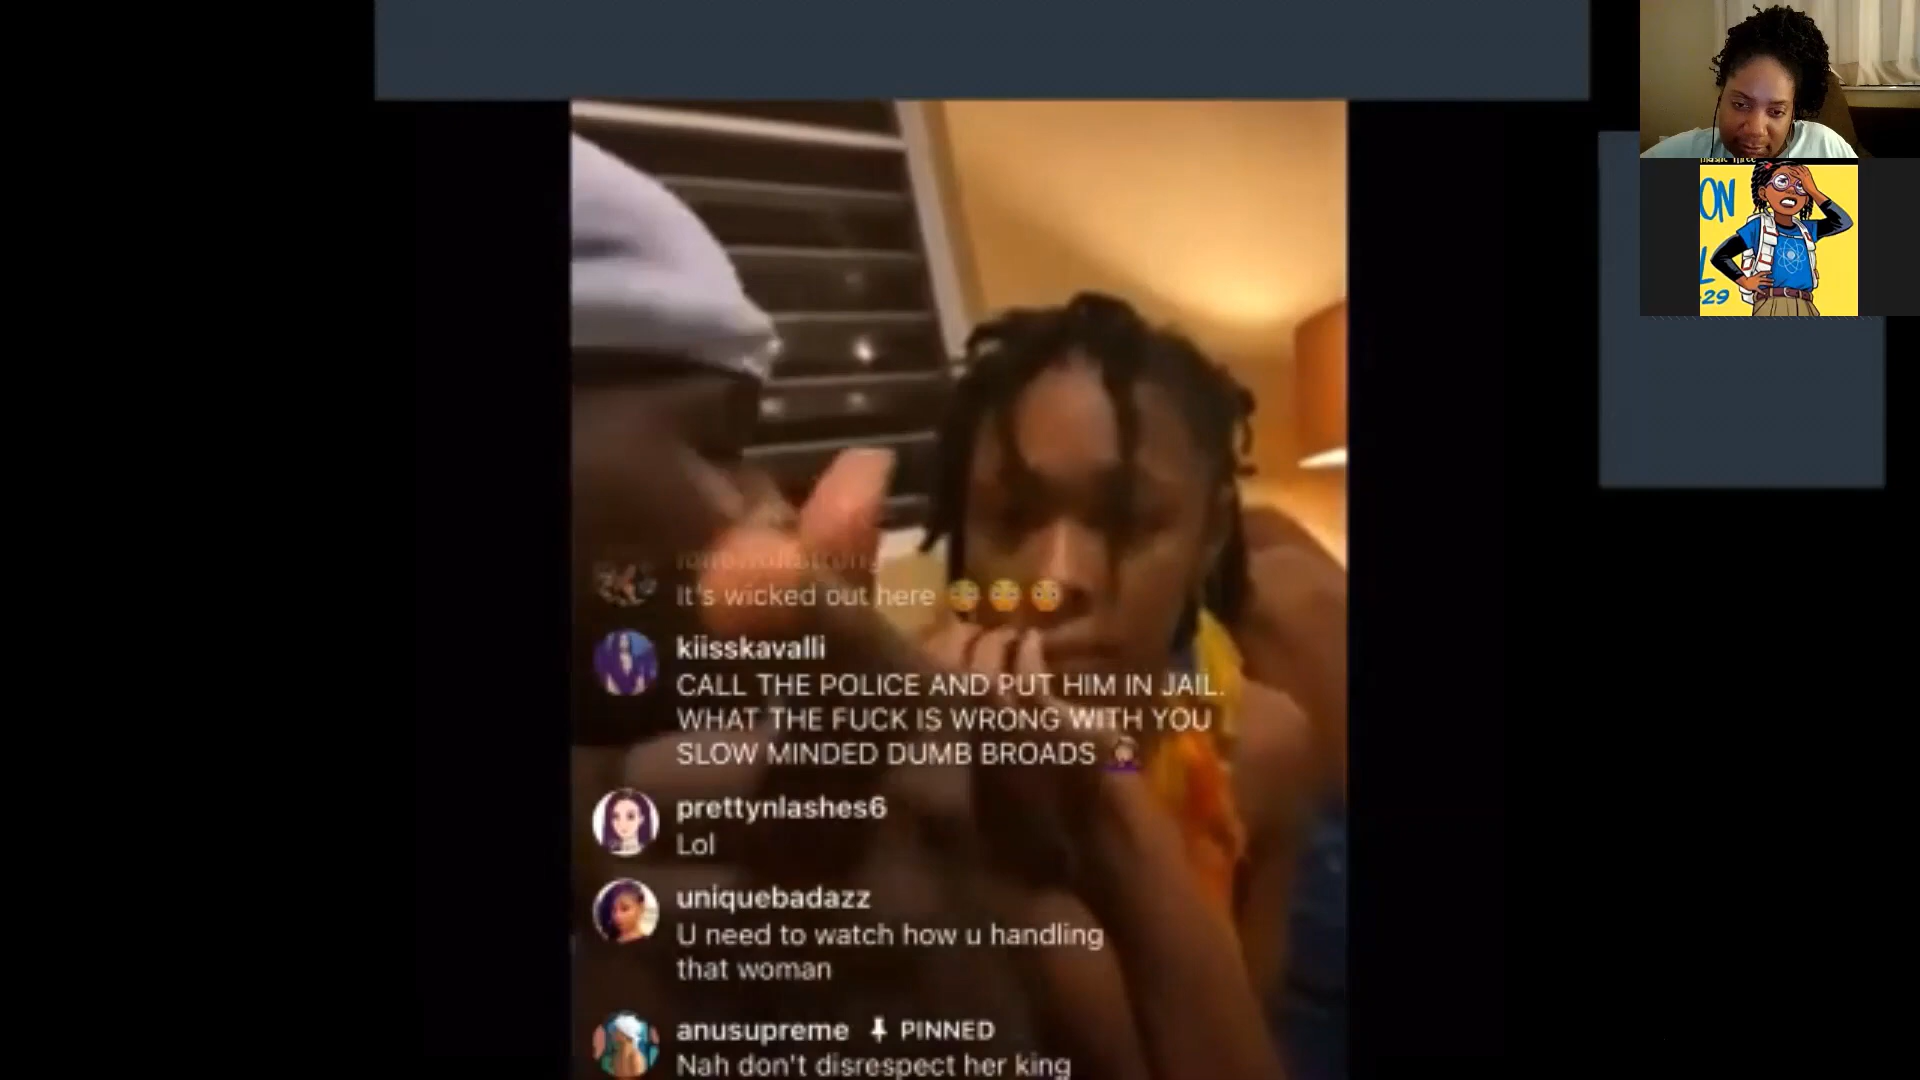 It's wicked out here 😳 😳 😳
kiisskavalli
CALL THE POLICE AND PUT HIM IN JAIL.
WHAT THE FUCK IS WRONG WITH YOU
SLOW MINDED DUMB BROADS 🤦🏻‍♀️
prettynlashes6
Lol
uniquebadazz
U need to watch how u handling
that woman
anusupreme PINNED
Nah don't disrespect her king
ON
29